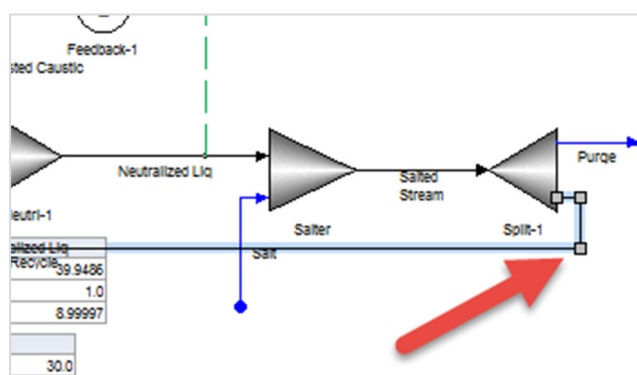 Feedback-1
sted Caustic
Neutralized Liq
Salted
Stream
Purge
Neutri-1
Salter
Split-1
alized Liq
Recycle
Salt
39.9486
1.0
8.99997
30.0